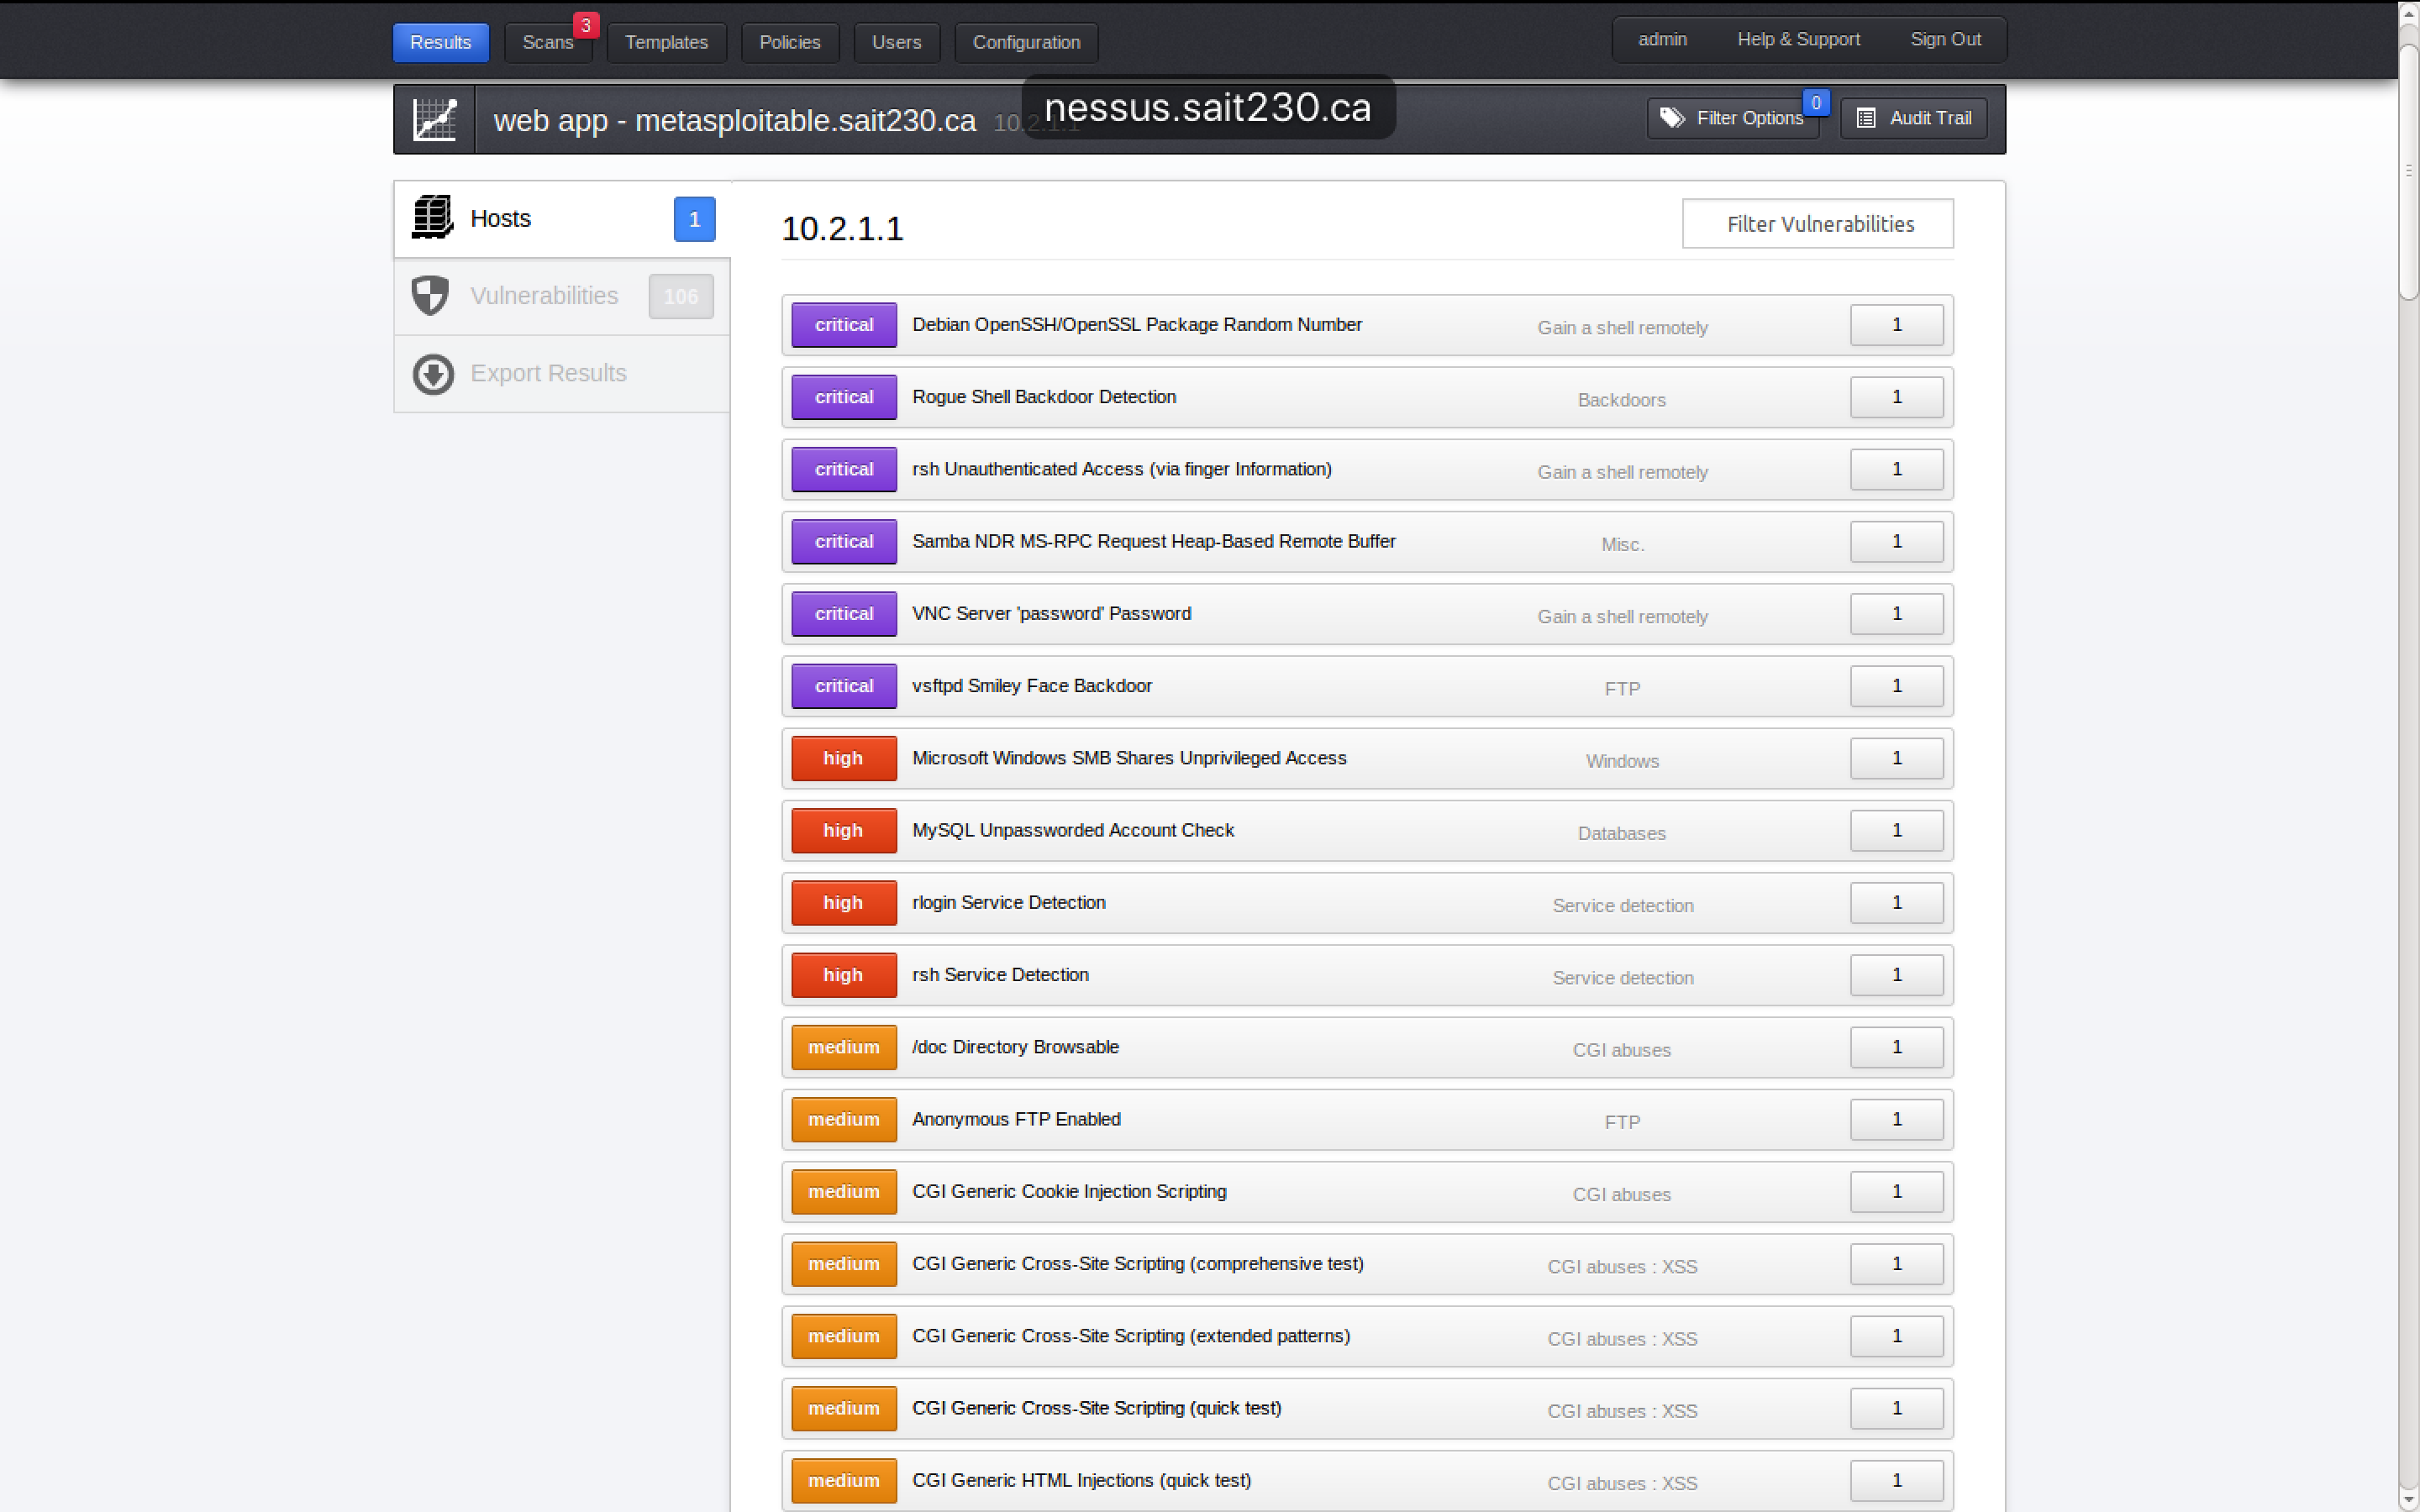 Results Scans 3 Templates Policies Users Configuration admin Help & Support Sign Out
nessus.sait230.ca
web app - metasploitable.sait230.ca 10.2.1.1 Filter Options 0 Audit Trail
Hosts 1
Vulnerabilities 106
Export Results
10.2.1.1 Filter Vulnerabilities
critical Debian OpenSSH/OpenSSL Package Random Number Gain a shell remotely 1
critical Rogue Shell Backdoor Detection Backdoors 1
critical rsh Unauthenticated Access (via finger Information) Gain a shell remotely 1
critical Samba NDR MS-RPC Request Heap-Based Remote Buffer Misc. 1
critical VNC Server 'password' Password Gain a shell remotely 1
critical vsftpd Smiley Face Backdoor FTP 1
high Microsoft Windows SMB Shares Unprivileged Access Windows 1
high MySQL Unpassworded Account Check Databases 1
high rlogin Service Detection Service detection 1
high rsh Service Detection Service detection 1
medium /doc Directory Browsable CGI abuses 1
medium Anonymous FTP Enabled FTP 1
medium CGI Generic Cookie Injection Scripting CGI abuses 1
medium CGI Generic Cross-Site Scripting (comprehensive test) CGI abuses : XSS 1
medium CGI Generic Cross-Site Scripting (extended patterns) CGI abuses : XSS 1
medium CGI Generic Cross-Site Scripting (quick test) CGI abuses : XSS 1
medium CGI Generic HTML Injections (quick test) CGI abuses : XSS 1